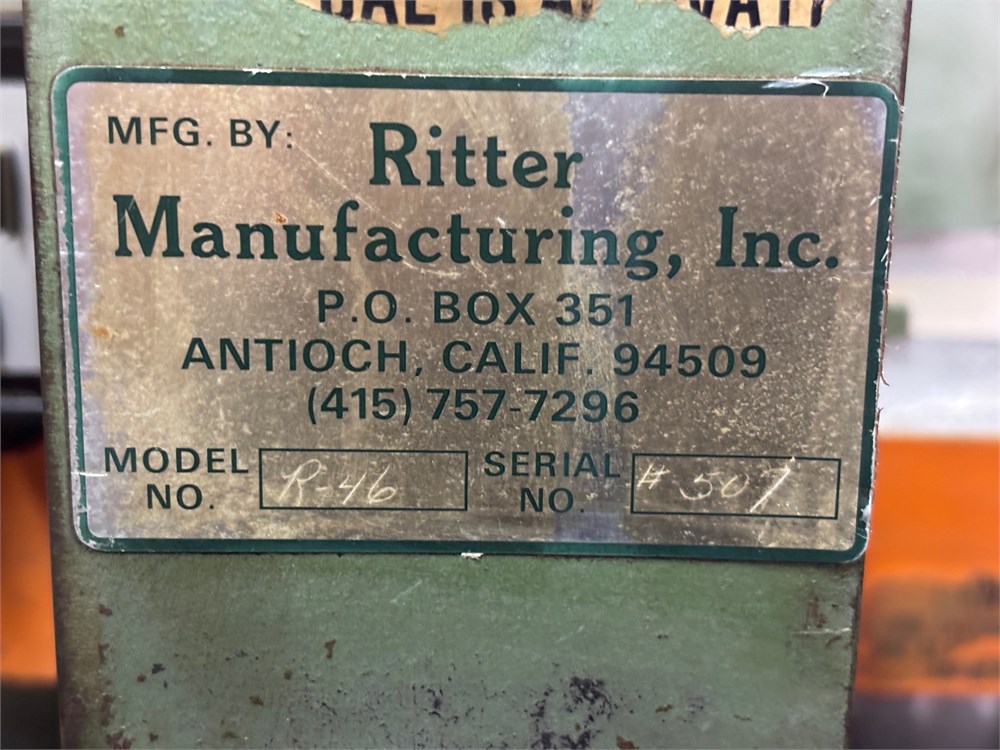 IS
MFG. BY:
Ritter
Manufacturing, Inc.
P.O. BOX 351
ANTIOCH, CALIF. 94509
(415) 757-7296
MODEL NO. R-46
SERIAL NO. # 507